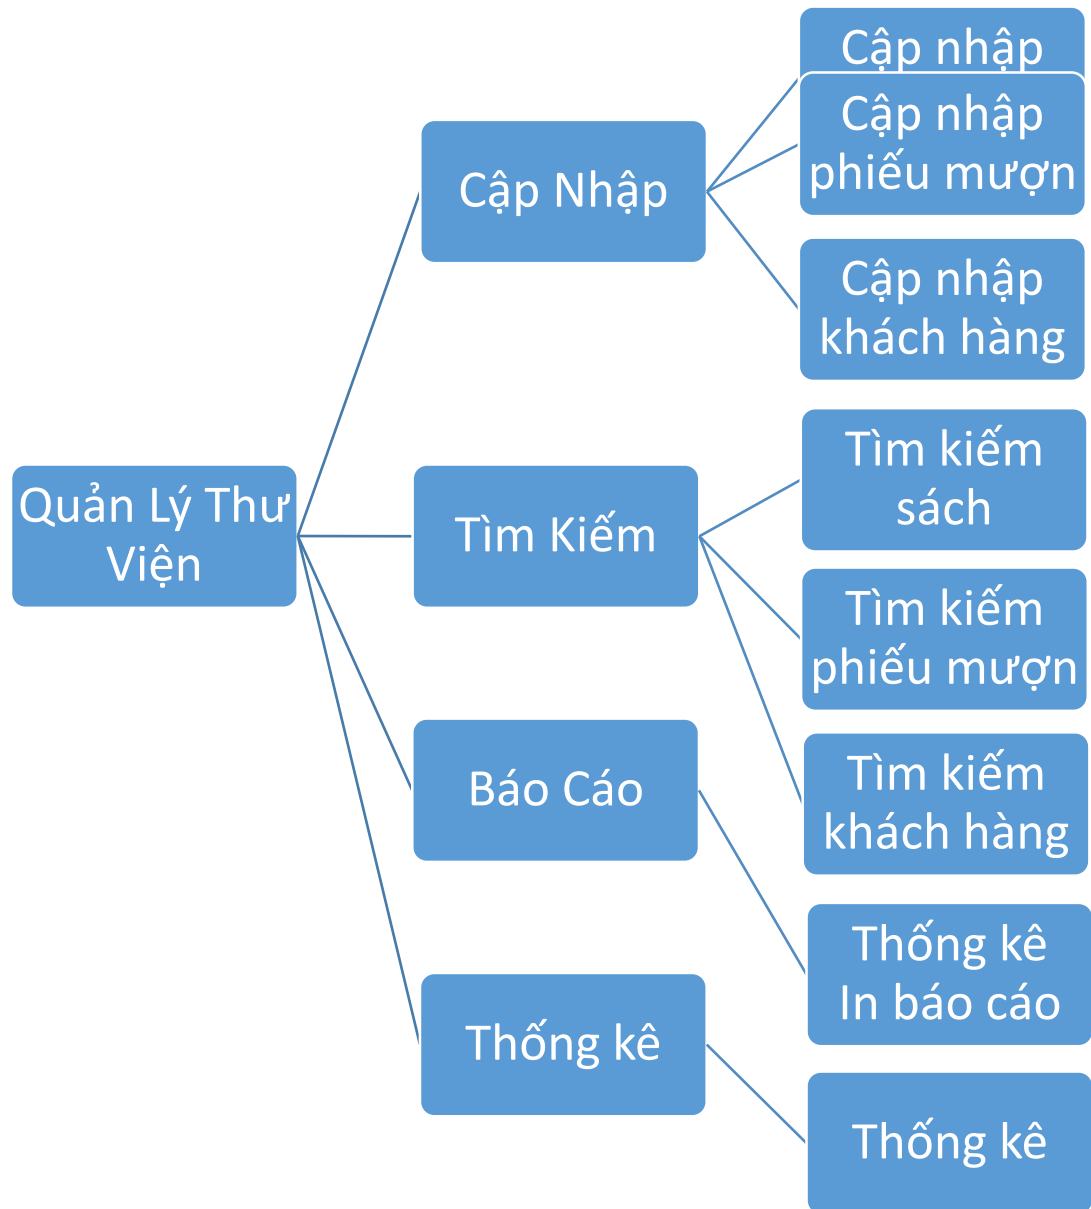 Cập nhập
Cập nhập
phiếu mượn
Cập Nhập
Cập nhập
khách hàng
Tìm kiếm
sách
Quản Lý Thư
Viện
Tìm Kiếm
Tìm kiếm
phiếu mượn
Báo Cáo
Tìm kiếm
khách hàng
Thống kê
In báo cáo
Thống kê
Thống kê